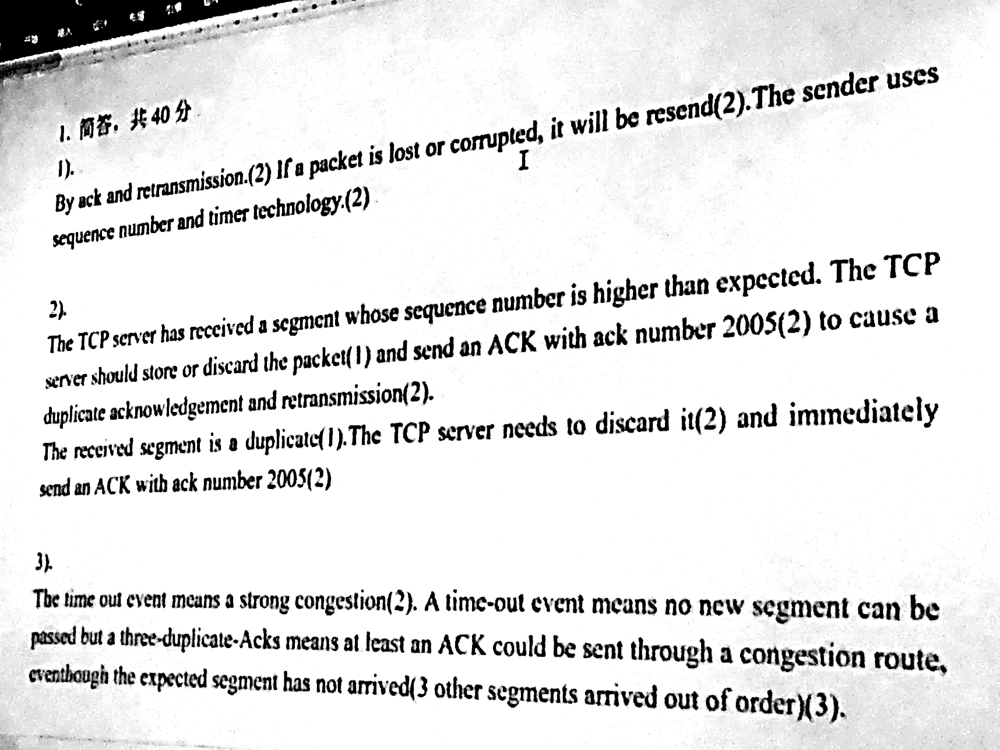 插入
1. 简答，共 40 分
1).
By ack and retransmission.(2) If a packet is lost or corrupted, it will be resend(2).The sender uses
sequence number and timer technology.(2)
2).
The TCP server has received a segment whose sequence number is higher than expected. The TCP
server should store or discard the packet(1) and send an ACK with ack number 2005(2) to cause a
duplicate acknowledgement and retransmission(2).
The received segment is a duplicate(1).The TCP server needs to discard it(2) and immediately
send an ACK with ack number 2005(2)
3).
The time out event means a strong congestion(2). A time-out event means no new segment can be
passed but a three-duplicate-Acks means at least an ACK could be sent through a congestion route,
eventhough the expected segment has not arrived(3 other segments arrived out of order)(3).